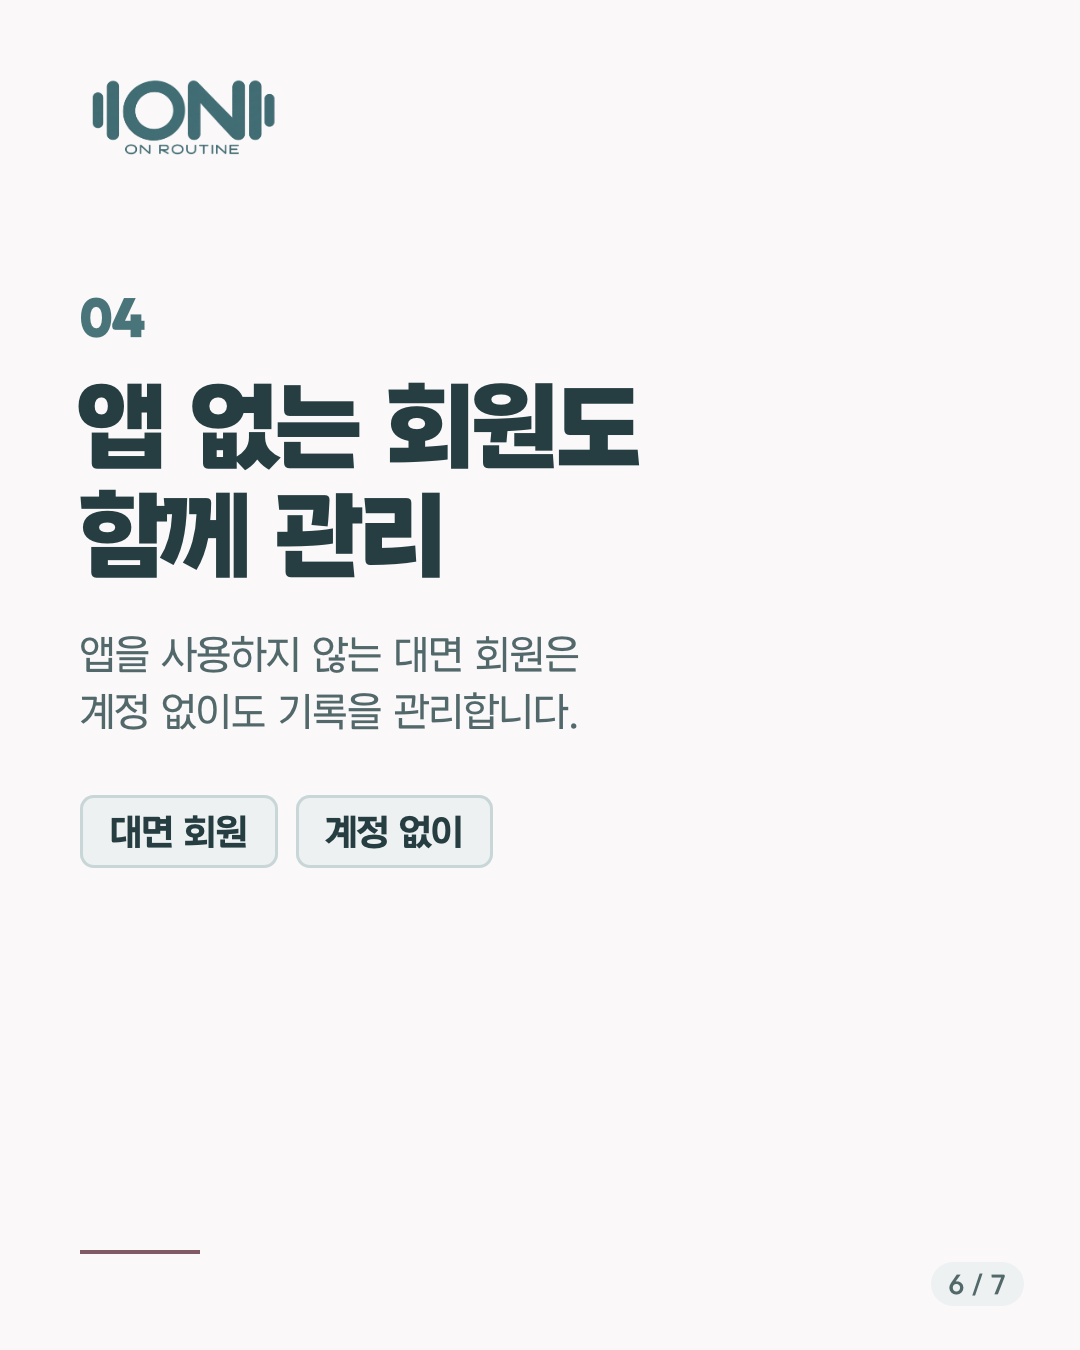 ION
ON ROUTINE
04
앱 없는 회원도
함께 관리
앱을 사용하지 않는 대면 회원은
계정 없이도 기록을 관리합니다.
대면 회원
계정 없이
6 / 7